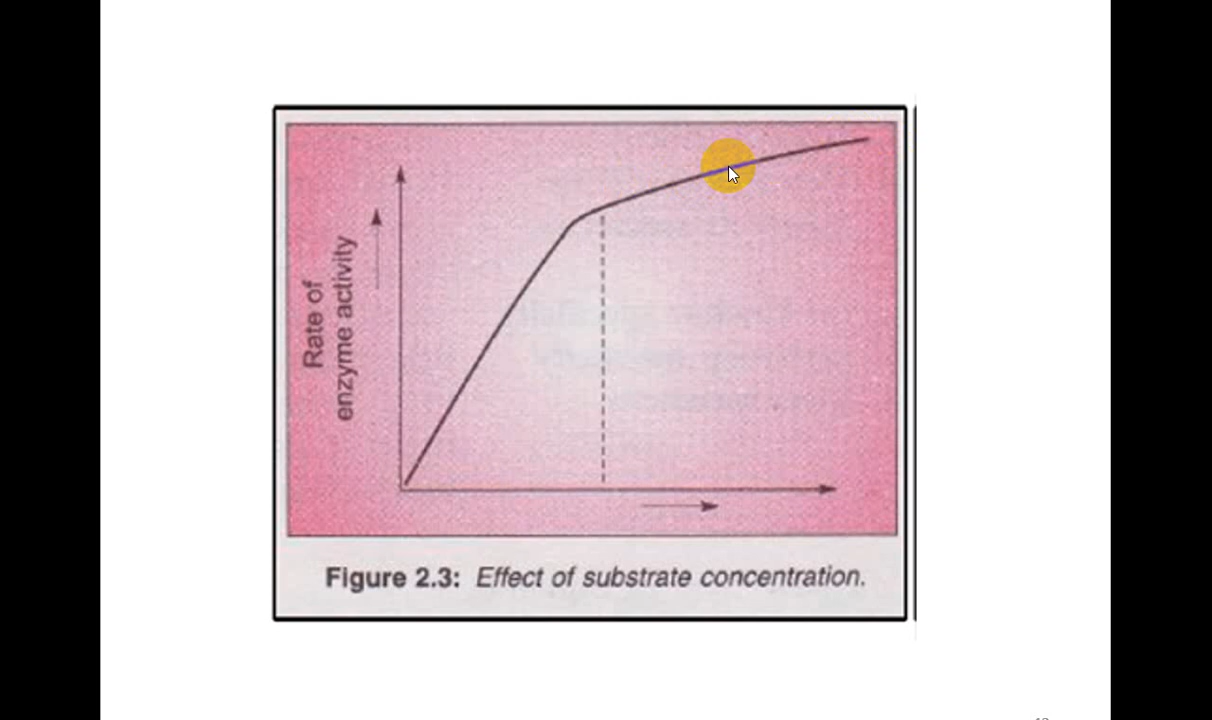 Rate of
enzyme activity
Figure 2.3: Effect of substrate concentration.